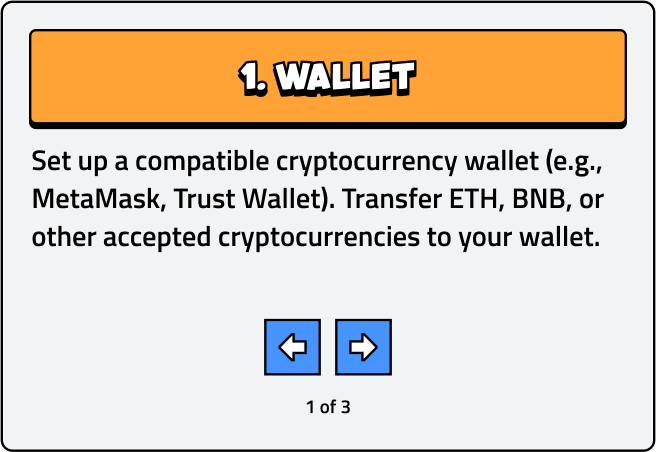 1. WALLET
Set up a compatible cryptocurrency wallet (e.g.,
MetaMask, Trust Wallet). Transfer ETH, BNB, or
other accepted cryptocurrencies to your wallet.
1 of 3